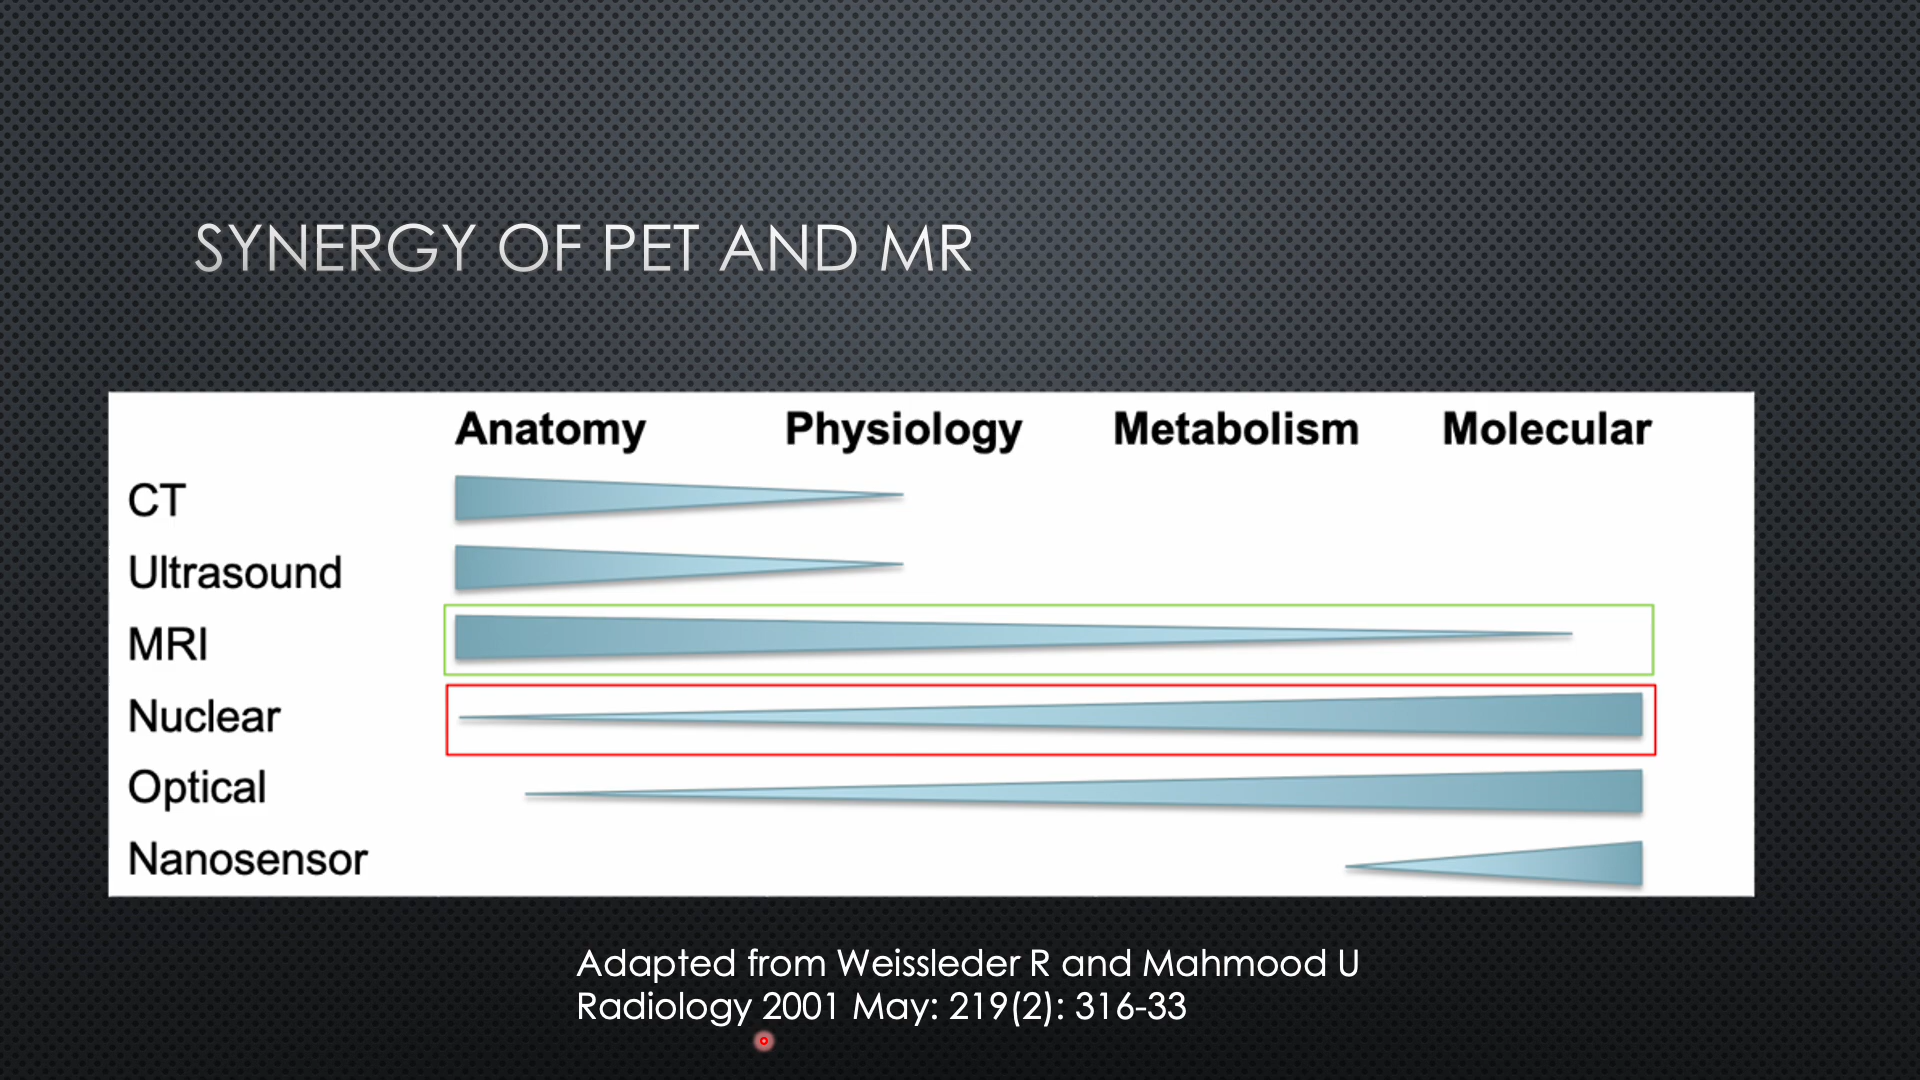 SYNERGY OF PET AND MR
Anatomy Physiology Metabolism Molecular
CT
Ultrasound
MRI
Nuclear
Optical
Nanosensor
Adapted from Weissleder R and Mahmood U
Radiology 2001 May: 219(2): 316-33